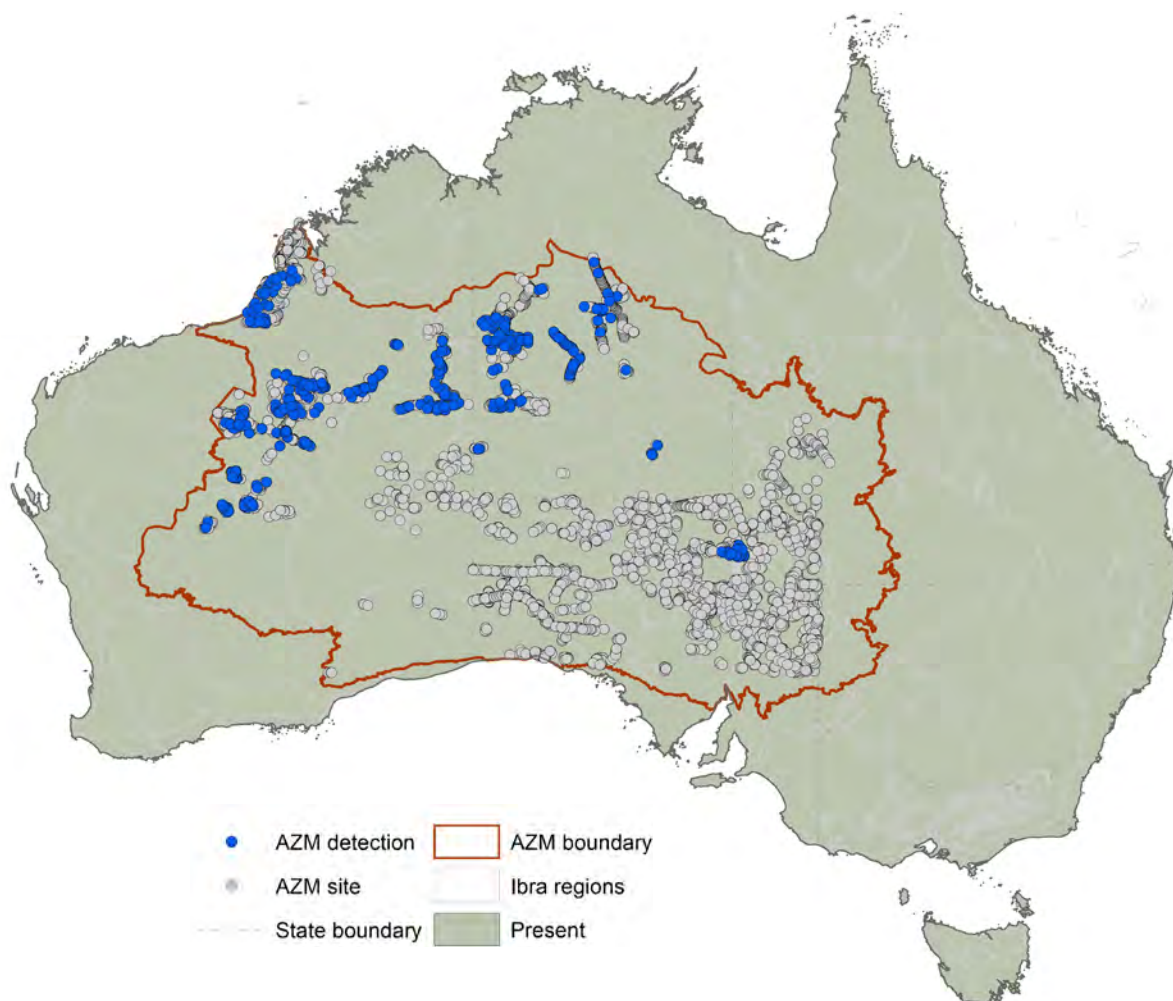 AZM detection
AZM boundary
AZM site
Ibra regions
State boundary
Present